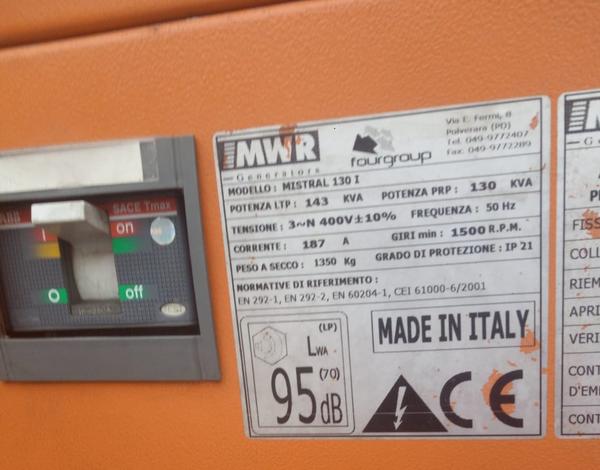 MWR
Generators
fourgroup
Via E. Fermi, 8
Polverara (PD)
Tel. 049-9772407
Fax. 049-9772289
MODELLO : MISTRAL 130 I
POTENZA LTP : 143 KVA POTENZA PRP : 130 KVA
TENSIONE : 3~N 400V±10% FREQUENZA : 50 Hz
CORRENTE : 187 A GIRI min : 1500 R.P.M.
PESO A SECCO : 1350 Kg GRADO DI PROTEZIONE : IP 21
NORMATIVE DI RIFERIMENTO :
EN 292-1, EN 292-2, EN 60204-1, CEI 61000-6/2001
(LP)
LWA
95 (70)
dB
MADE IN ITALY
CE
ABB SACE Tmax
I on
O off
TEST
FISS
COLL
RIEM
APRI
VERI
CONT
D'EM
CONT